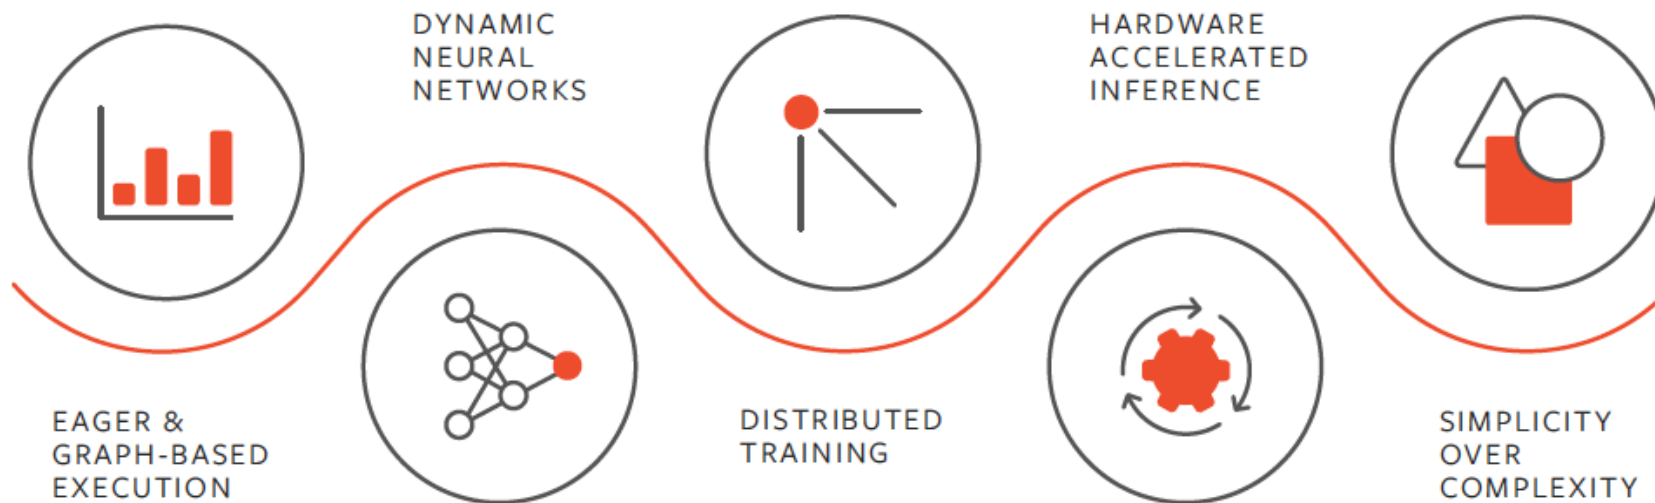 EAGER &
GRAPH-BASED
EXECUTION
DYNAMIC
NEURAL
NETWORKS
DISTRIBUTED
TRAINING
HARDWARE
ACCELERATED
INFERENCE
SIMPLICITY
OVER
COMPLEXITY